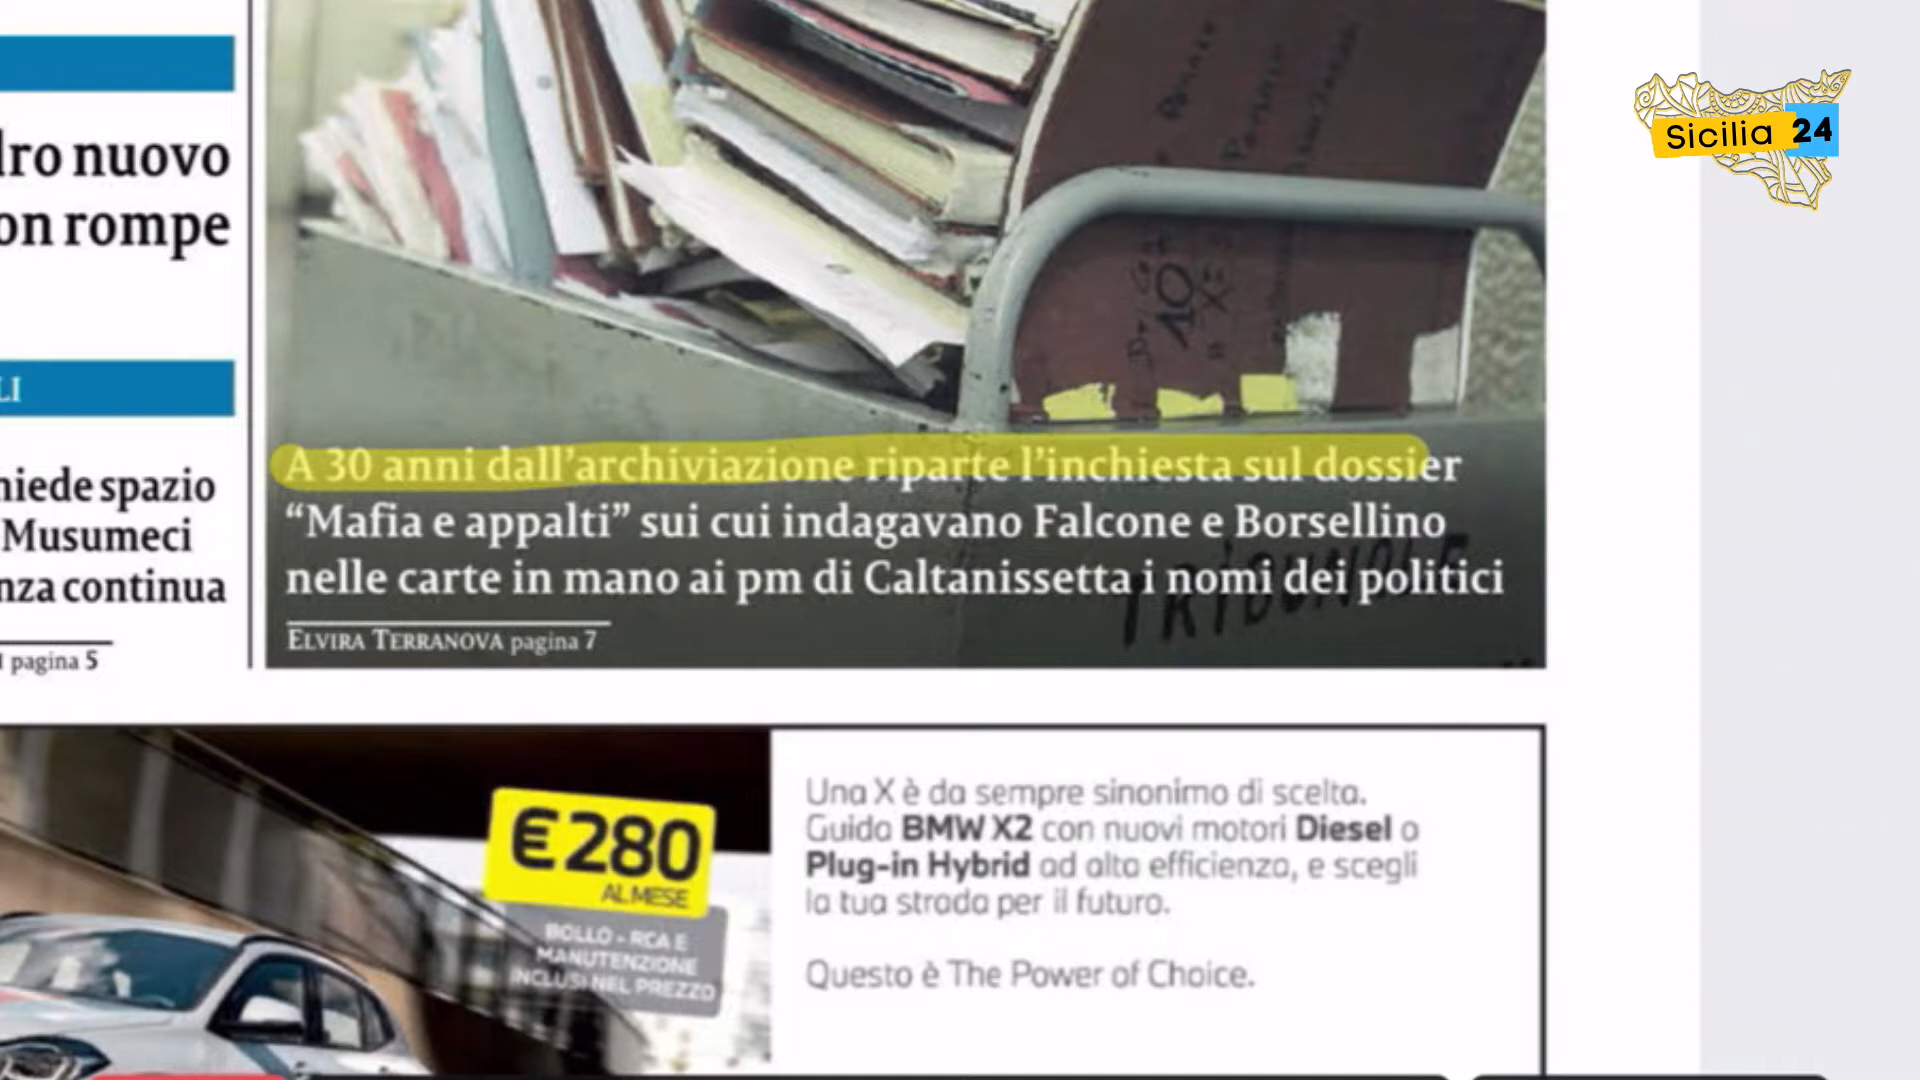 nuovo
on rompe
spazio
Musumeci
continua
pagina 5
A 30 anni dall’archiviazione riparte l’inchiesta sul dossier
“Mafia e appalti” sui cui indagavano Falcone e Borsellino
nelle carte in mano ai pm di Caltanissetta i nomi dei politici
ELVIRA TERRANOVA pagina 7
TRIBUNALE
10
Sicilia 24
€280
AL MESE
BOLLO - RCA E
MANUTENZIONE
INCLUSI NEL PREZZO
Una X è da sempre sinonimo di scelta.
Guida BMW X2 con nuovi motori Diesel o
Plug-in Hybrid ad alta efficienza, e scegli
la tua strada per il futuro.
Questo è The Power of Choice.